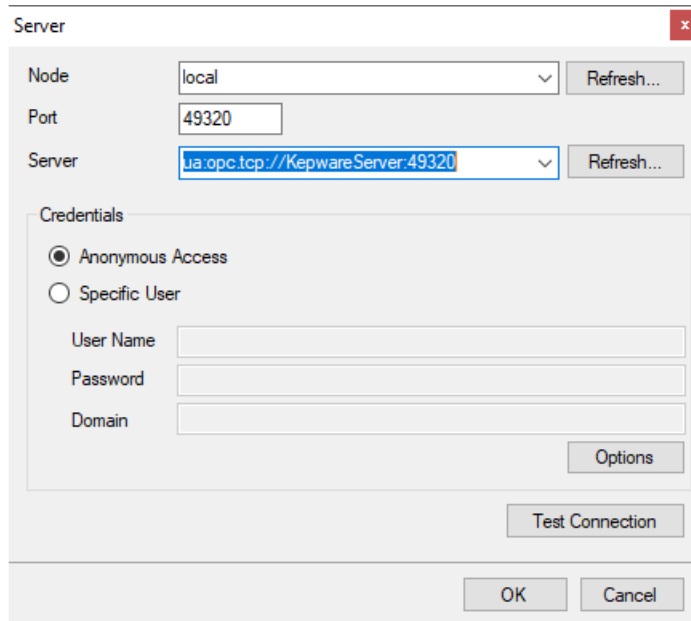 Server x
Node local Refresh...
Port 49320
Server ua:opc.tcp://KepwareServer:49320 Refresh...
Credentials
Anonymous Access
Specific User
User Name
Password
Domain
Options
Test Connection
OK Cancel